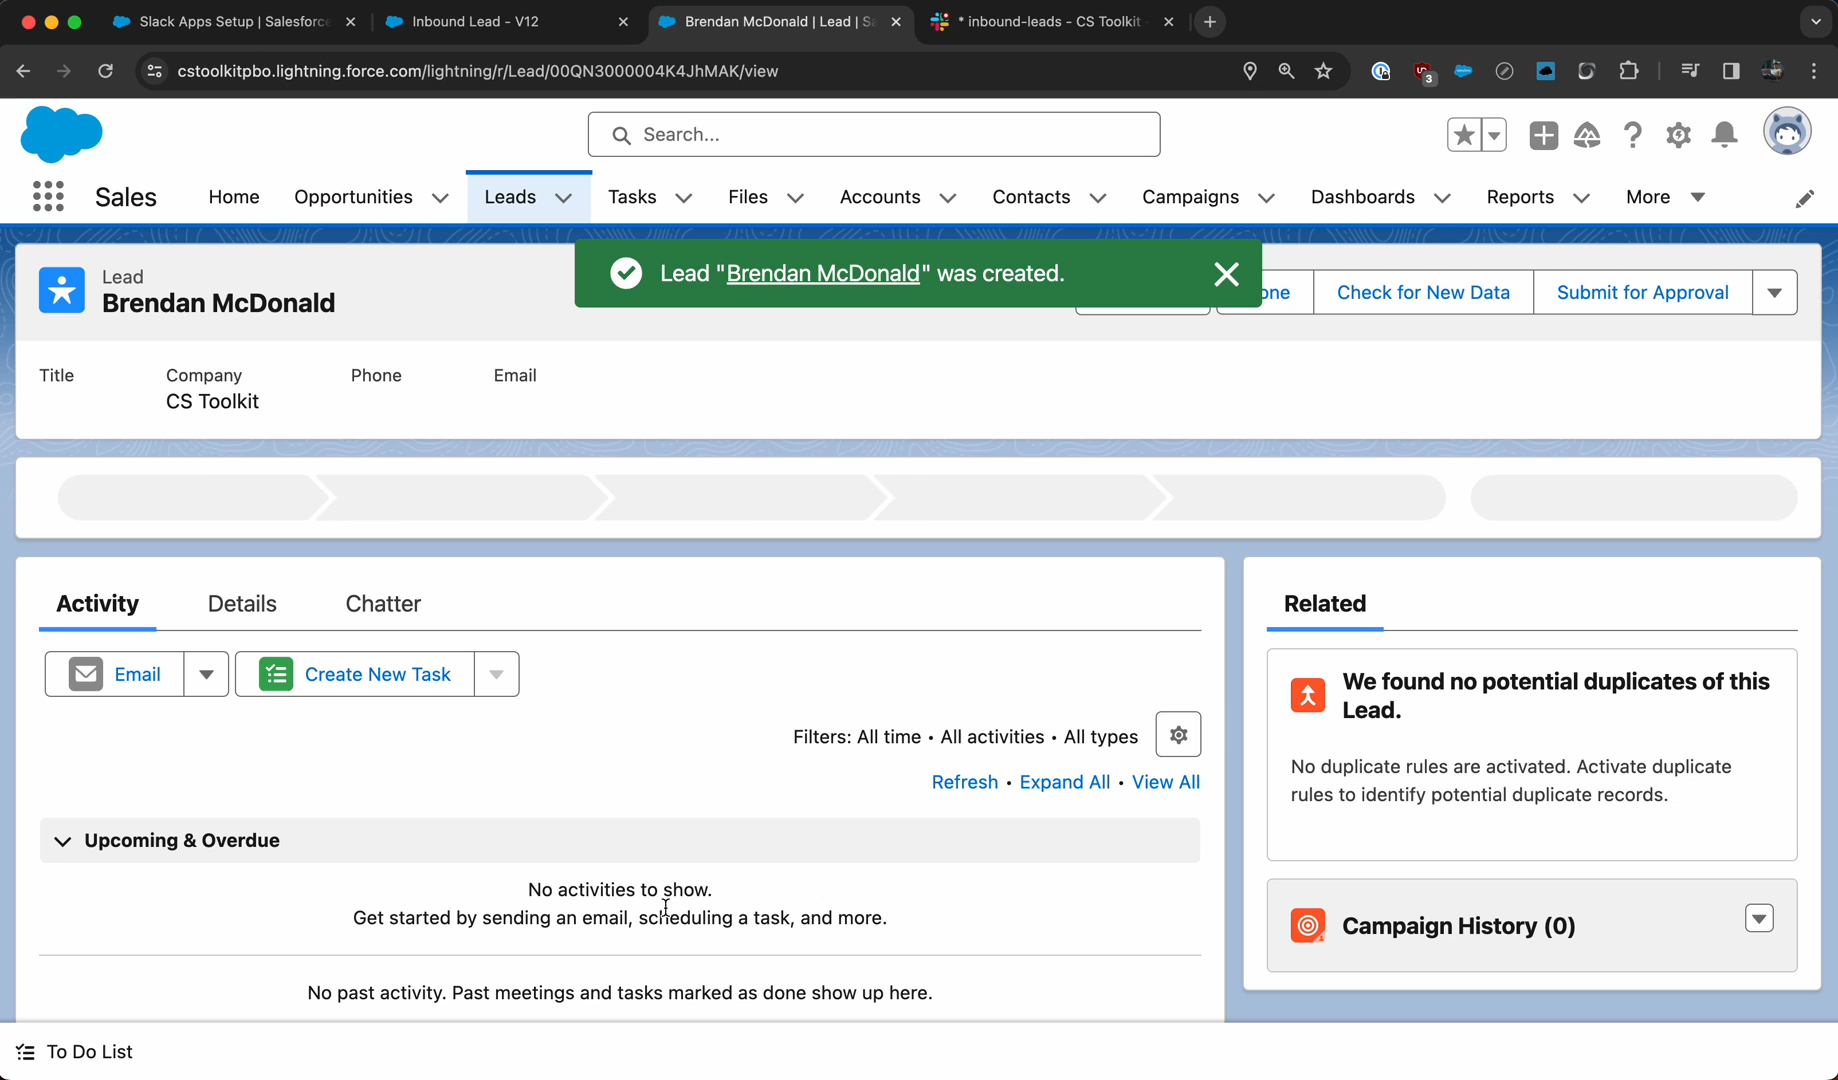 Slack Apps Setup | Salesforce
Inbound Lead - V12
Brendan McDonald | Lead | Sa
* inbound-leads - CS Toolkit
cstoolkitpbo.lightning.force.com/lightning/r/Lead/00QN3000004K4JhMAK/view
3
Search...
Sales
Home
Opportunities
Leads
Tasks
Files
Accounts
Contacts
Campaigns
Dashboards
Reports
More
Lead
Brendan McDonald
Lead "Brendan McDonald" was created.
one
Check for New Data
Submit for Approval
Title
Company
Phone
Email
CS Toolkit
Activity
Details
Chatter
Email
Create New Task
Filters: All time • All activities • All types
Refresh • Expand All • View All
Upcoming & Overdue
No activities to show.
Get started by sending an email, scheduling a task, and more.
No past activity. Past meetings and tasks marked as done show up here.
Related
We found no potential duplicates of this
Lead.
No duplicate rules are activated. Activate duplicate
rules to identify potential duplicate records.
Campaign History (0)
To Do List